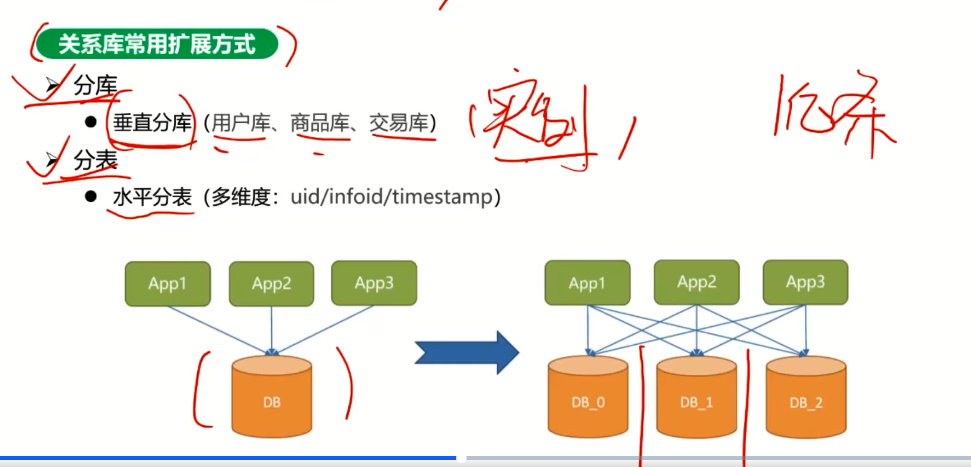 关系库常用扩展方式
分库
垂直分库（用户库、商品库、交易库）
实例，
1亿条
分表
水平分表（多维度：uid/infoid/timestamp）
App1 App2 App3
App1 App2 App3
DB
DB_0 DB_1 DB_2